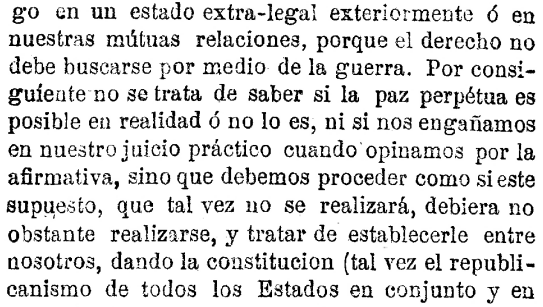 go en un estado extra-legal exteriormente ó en
nuestras mútuas relaciones, porque el derecho no
debe buscarse por medio de la guerra. Por consi-
guiente no se trata de saber si la paz perpétua es
posible en realidad ó no lo es, ni si nos engañamos
en nuestro juicio práctico cuando opinamos por la
afirmativa, sino que debemos proceder como si este
supuesto, que tal vez no se realizará, debiera no
obstante realizarse, y tratar de establecerle entre
nosotros, dando la constitucion (tal vez el republi-
canismo de todos los Estados en conjunto y en